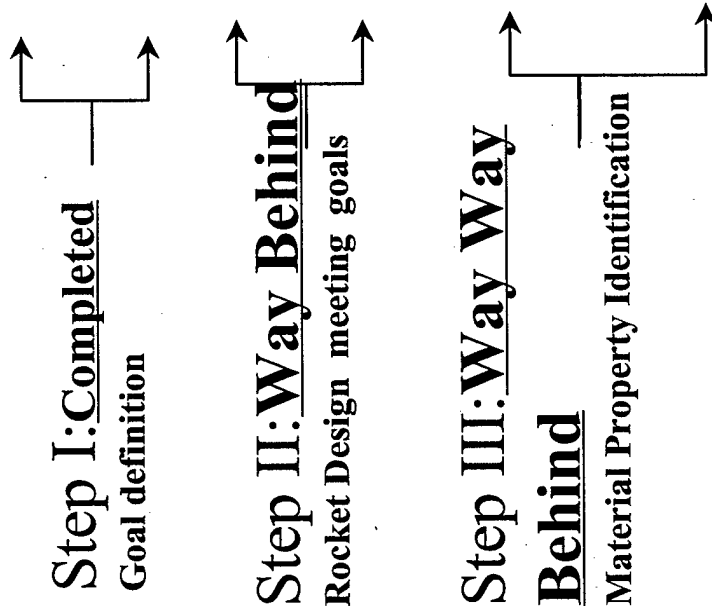 Step I:Completed
Goal definition
Step II:Way Behind
Rocket Design meeting goals
Step III:Way Way
Behind
Material Property Identification